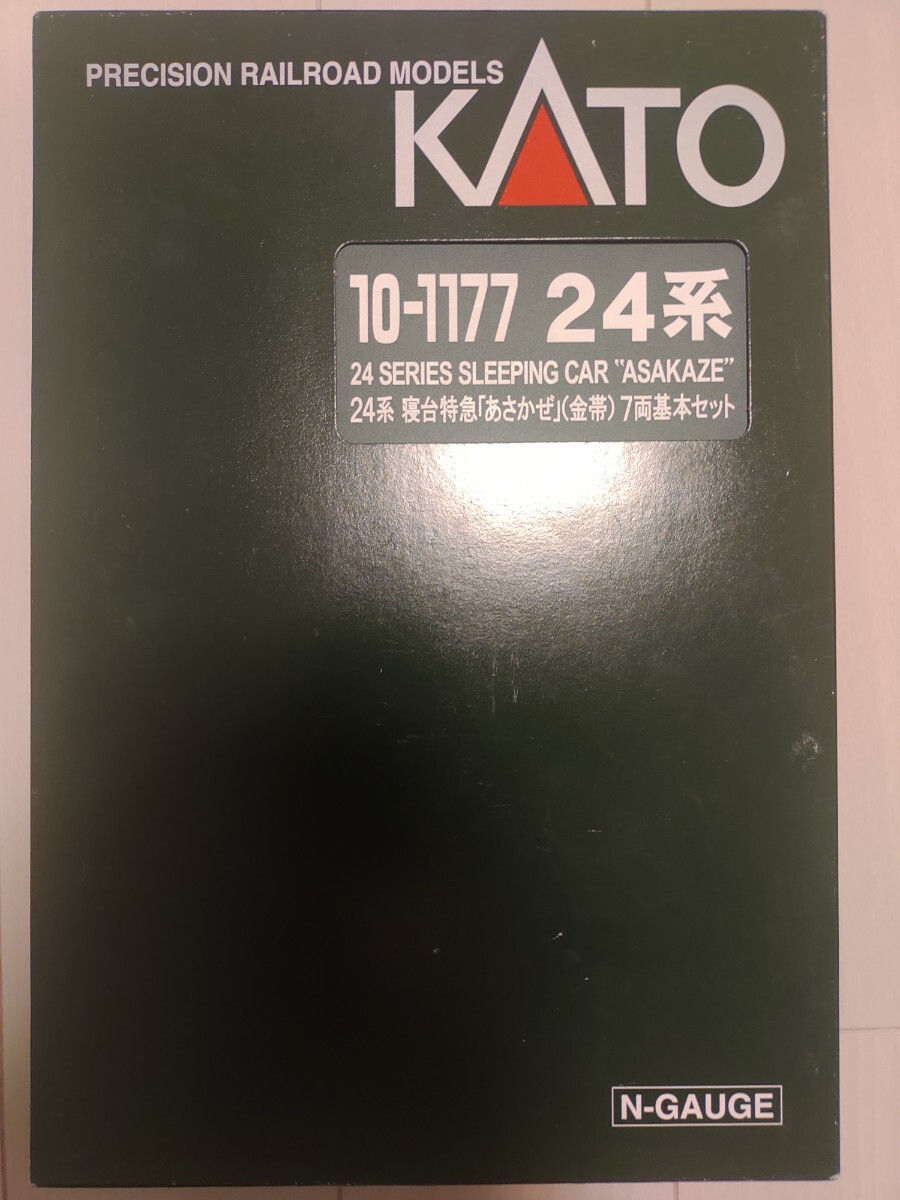 PRECISION RAILROAD MODELS
KATO
10-1177 24系
24 SERIES SLEEPING CAR "ASAKAZE"
24系 寝台特急「あさかぜ」(金帯) 7両基本セット
N-GAUGE